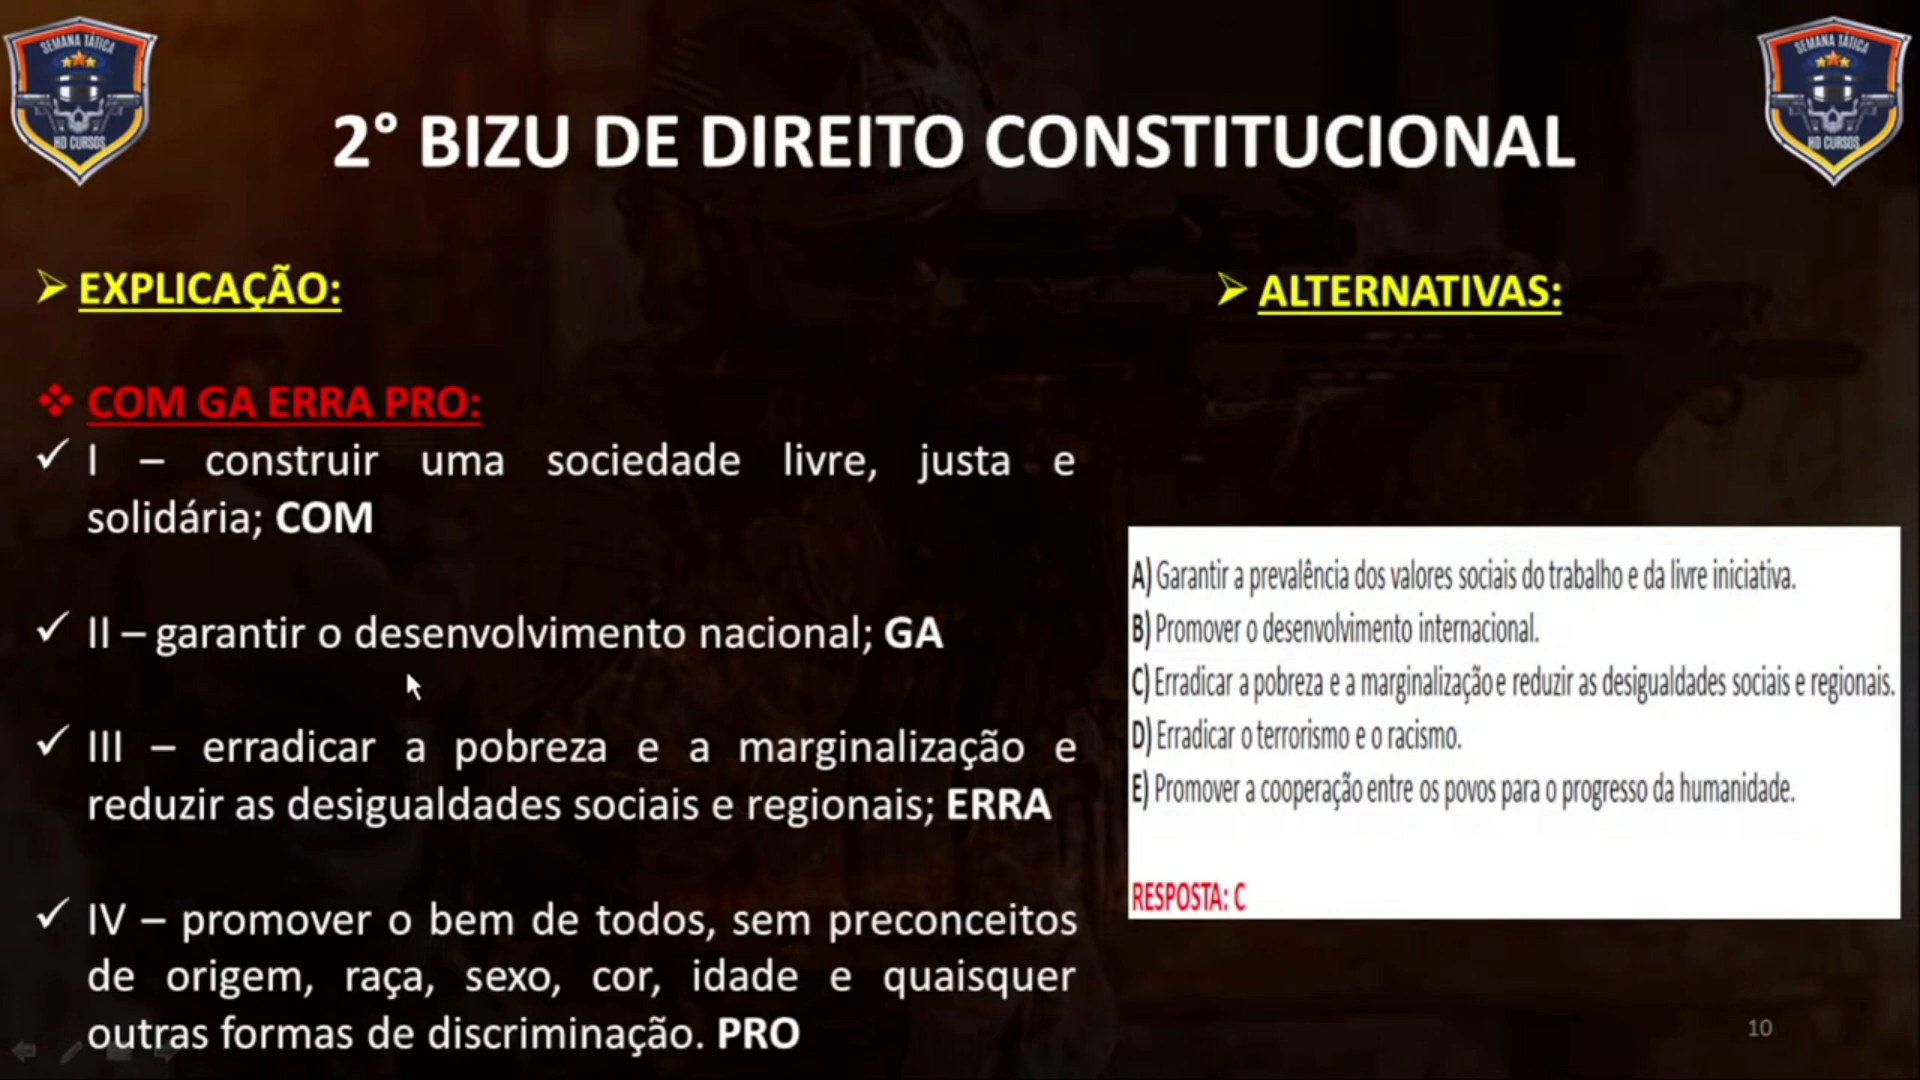 SEMANA TÁTICA
HD CURSOS
SEMANA TÁTICA
HD CURSOS
2° BIZU DE DIREITO CONSTITUCIONAL
EXPLICAÇÃO:
COM GA ERRA PRO:
I – construir uma sociedade livre, justa e
solidária; COM
II – garantir o desenvolvimento nacional; GA
III – erradicar a pobreza e a marginalização e
reduzir as desigualdades sociais e regionais; ERRA
IV – promover o bem de todos, sem preconceitos
de origem, raça, sexo, cor, idade e quaisquer
outras formas de discriminação. PRO
ALTERNATIVAS:
A) Garantir a prevalência dos valores sociais do trabalho e da livre iniciativa.
B) Promover o desenvolvimento internacional.
C) Erradicar a pobreza e a marginalização e reduzir as desigualdades sociais e regionais.
D) Erradicar o terrorismo e o racismo.
E) Promover a cooperação entre os povos para o progresso da humanidade.
RESPOSTA: C
10